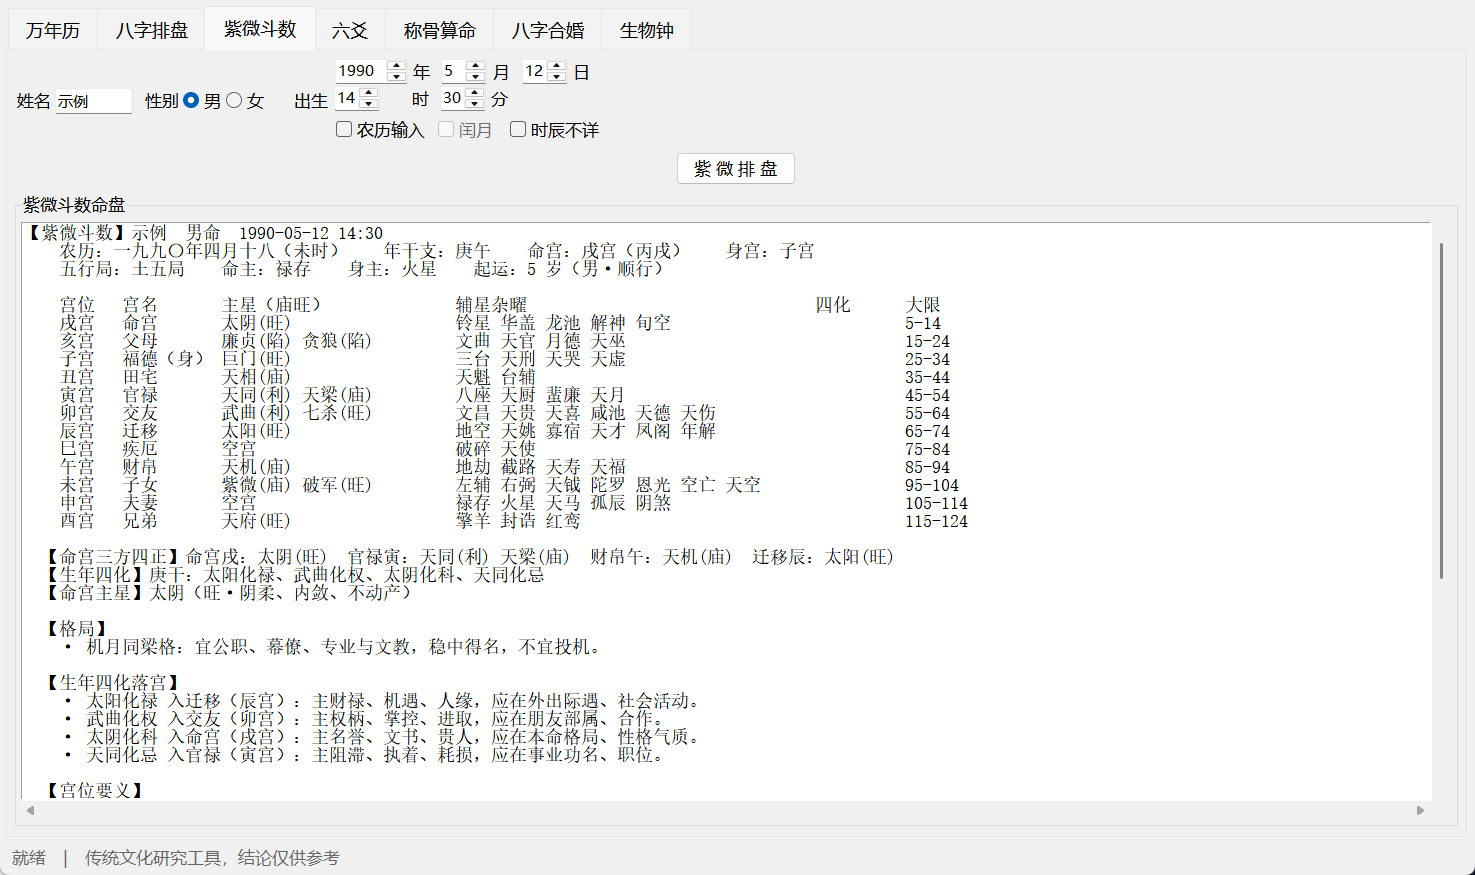 万年历 八字排盘 紫微斗数 六爻 称骨算命 八字合婚 生物钟
1990 年 5 月 12 日
姓名 示例 性别 男 女 出生 14 时 30 分
农历输入 闰月 时辰不详
紫 微 排 盘
紫微斗数命盘
【紫微斗数】示例 男命 1990-05-12 14:30
农历：一九九〇年四月十八（未时） 年干支：庚午 命宫：戌宫（丙戌） 身宫：子宫
五行局：土五局 命主：禄存 身主：火星 起运：5 岁（男·顺行）
宫位 宫名 主星（庙旺） 辅星杂曜 四化 大限
戌宫 命宫 太阴(旺) 铃星 华盖 龙池 解神 旬空 5-14
亥宫 父母 廉贞(陷) 贪狼(陷) 文曲 天官 月德 天巫 15-24
子宫 福德（身） 巨门(旺) 三台 天刑 天哭 天虚 25-34
丑宫 田宅 天相(庙) 天魁 台辅 35-44
寅宫 官禄 天同(利) 天梁(庙) 八座 天厨 蜚廉 天月 45-54
卯宫 交友 武曲(利) 七杀(旺) 文昌 天贵 天喜 咸池 天德 天伤 55-64
辰宫 迁移 太阳(旺) 地空 天姚 寡宿 天才 凤阁 年解 65-74
巳宫 疾厄 空宫 破碎 天使 75-84
午宫 财帛 天机(庙) 地劫 截路 天寿 天福 85-94
未宫 子女 紫微(庙) 破军(旺) 左辅 右弼 天钺 陀罗 恩光 空亡 天空 95-104
申宫 夫妻 空宫 禄存 火星 天马 孤辰 阴煞 105-114
酉宫 兄弟 天府(旺) 擎羊 封诰 红鸾 115-124
【命宫三方四正】命宫戌：太阴(旺) 官禄寅：天同(利) 天梁(庙) 财帛午：天机(庙) 迁移辰：太阳(旺)
【生年四化】庚干：太阳化禄、武曲化权、太阴化科、天同化忌
【命宫主星】太阴（旺·阴柔、内敛、不动产）
【格局】
· 机月同梁格：宜公职、幕僚、专业与文教，稳中得名，不宜投机。
【生年四化落宫】
· 太阳化禄 入迁移（辰宫）：主财禄、机遇、人缘，应在外出际遇、社会活动。
· 武曲化权 入交友（卯宫）：主权柄、掌控、进取，应在朋友部属、合作。
· 太阴化科 入命宫（戌宫）：主名誉、文书、贵人，应在本命格局、性格气质。
· 天同化忌 入官禄（寅宫）：主阻滞、执着、耗损，应在事业功名、职位。
【宫位要义】
就绪 | 传统文化研究工具，结论仅供参考